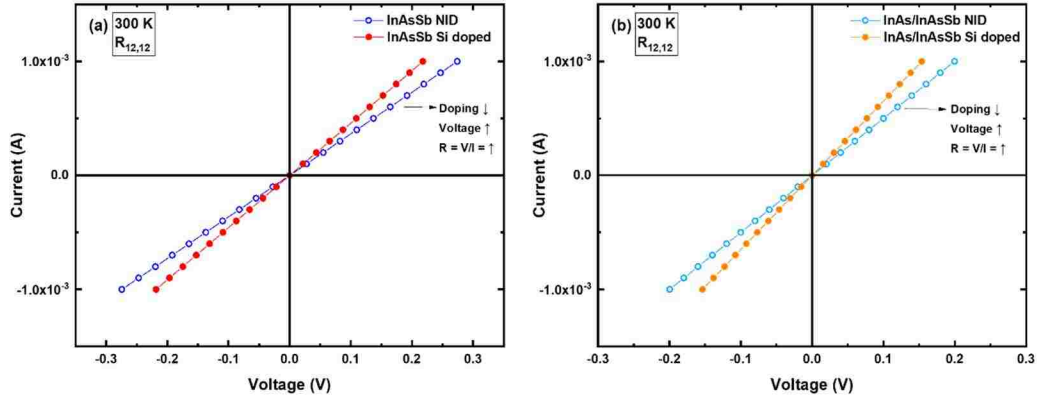 (a)
300 K
R12,12
InAsSb NID
InAsSb Si doped
Doping ↓
Voltage ↑
R = V/I = ↑
1.0x10-3
0.0
-1.0x10-3
Current (A)
-0.3 -0.2 -0.1 0.0 0.1 0.2 0.3
Voltage (V)
(b)
300 K
R12,12
InAs/InAsSb NID
InAs/InAsSb Si doped
Doping ↓
Voltage ↑
R = V/I = ↑
1.0x10-3
0.0
-1.0x10-3
Current (A)
-0.3 -0.2 -0.1 0.0 0.1 0.2 0.3
Voltage (V)